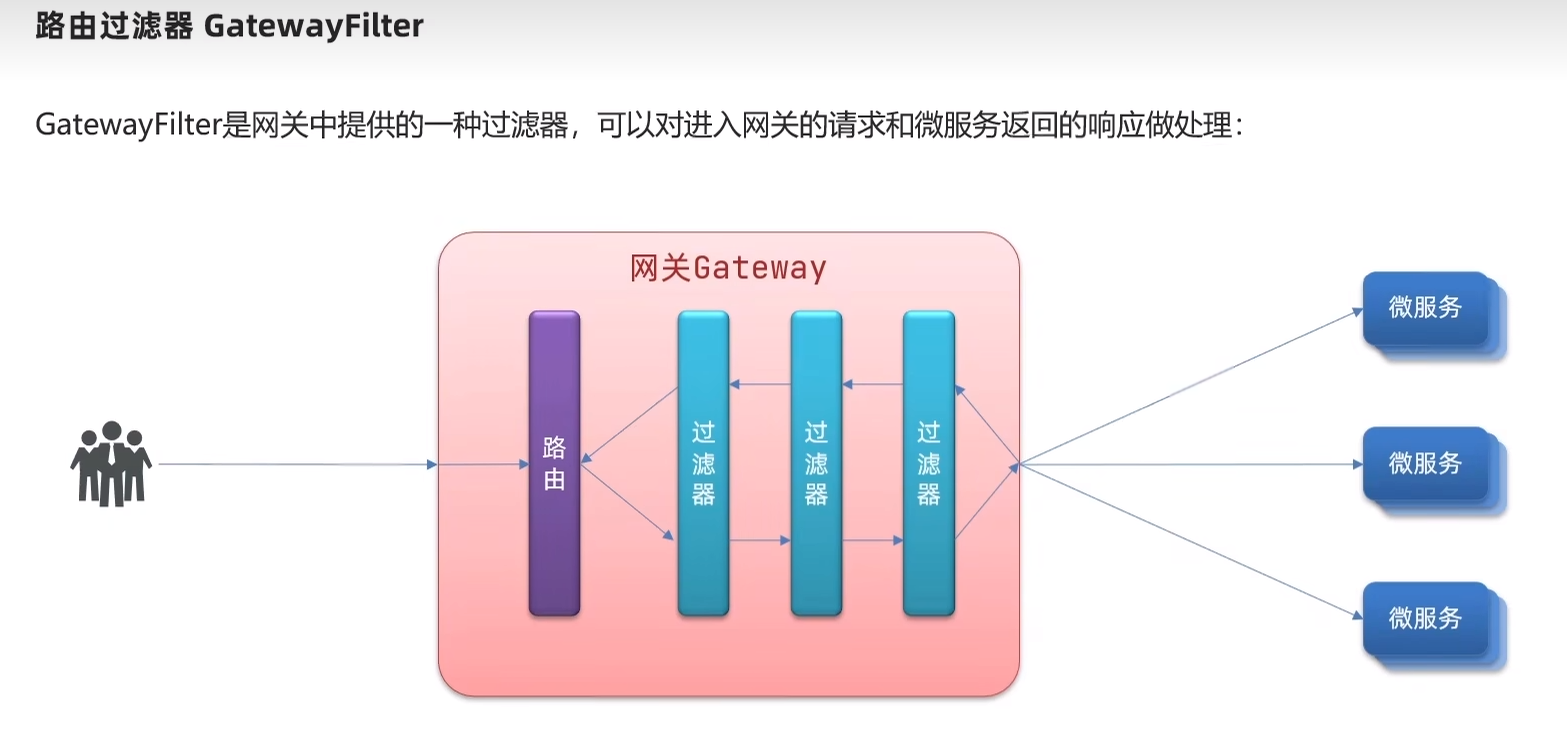 路由过滤器 GatewayFilter
GatewayFilter是网关中提供的一种过滤器，可以对进入网关的请求和微服务返回的响应做处理：
网关Gateway
路由
过滤器
过滤器
过滤器
微服务
微服务
微服务